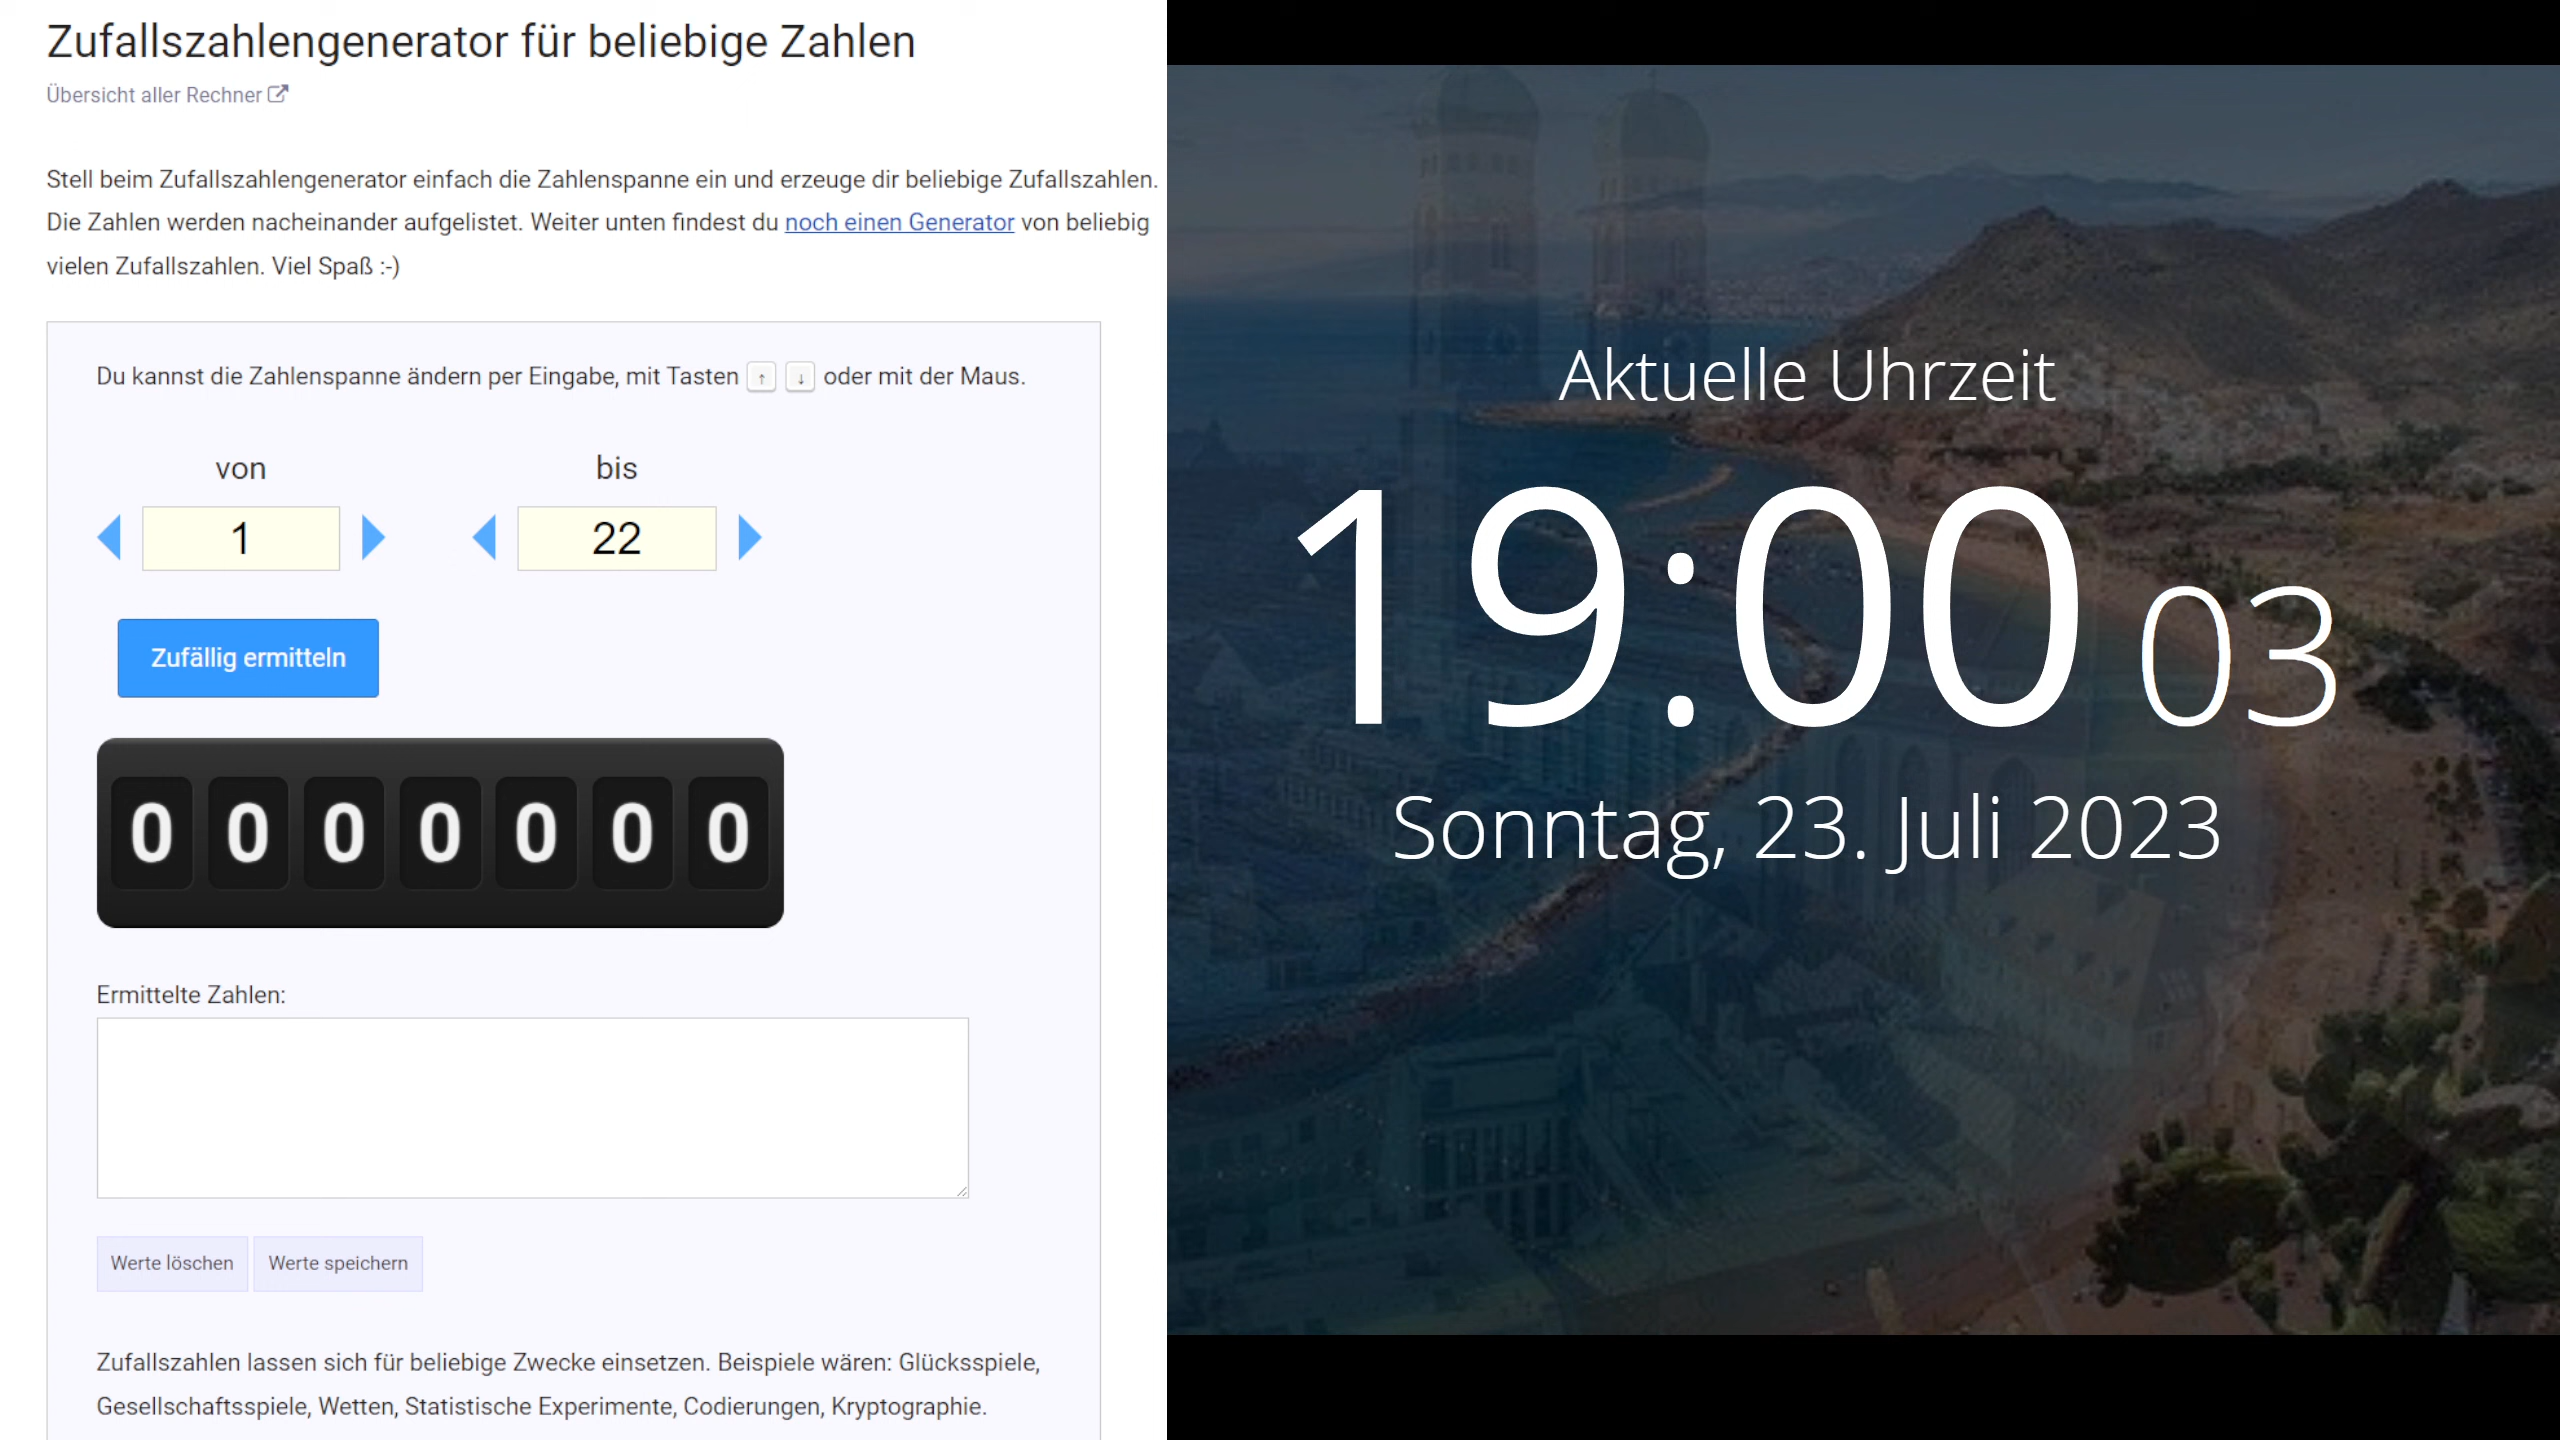 Zufallszahlengenerator für beliebige Zahlen
Übersicht aller Rechner
Stell beim Zufallszahlengenerator einfach die Zahlenspanne ein und erzeuge dir beliebige Zufallszahlen.
Die Zahlen werden nacheinander aufgelistet. Weiter unten findest du noch einen Generator von beliebig
vielen Zufallszahlen. Viel Spaß :-)
Du kannst die Zahlenspanne ändern per Eingabe, mit Tasten ↑ ↓ oder mit der Maus.
von bis
1 22
Zufällig ermitteln
0 0 0 0 0 0 0
Ermittelte Zahlen:
Werte löschen Werte speichern
Zufallszahlen lassen sich für beliebige Zwecke einsetzen. Beispiele wären: Glücksspiele,
Gesellschaftsspiele, Wetten, Statistische Experimente, Codierungen, Kryptographie.
Aktuelle Uhrzeit
19:00 03
Sonntag, 23. Juli 2023